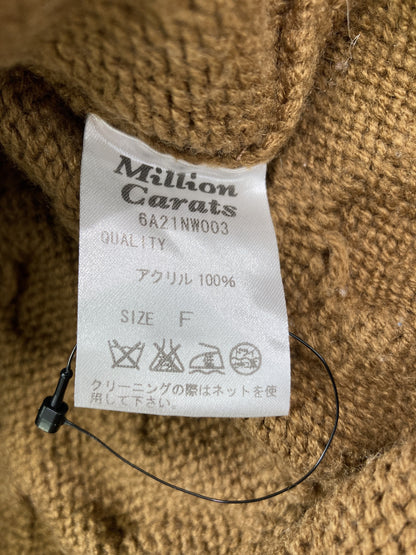 Million
Carats
6A21NW003
QUALITY
アクリル 100%
SIZE F
クリーニングの際はネットを使
用して下さい。